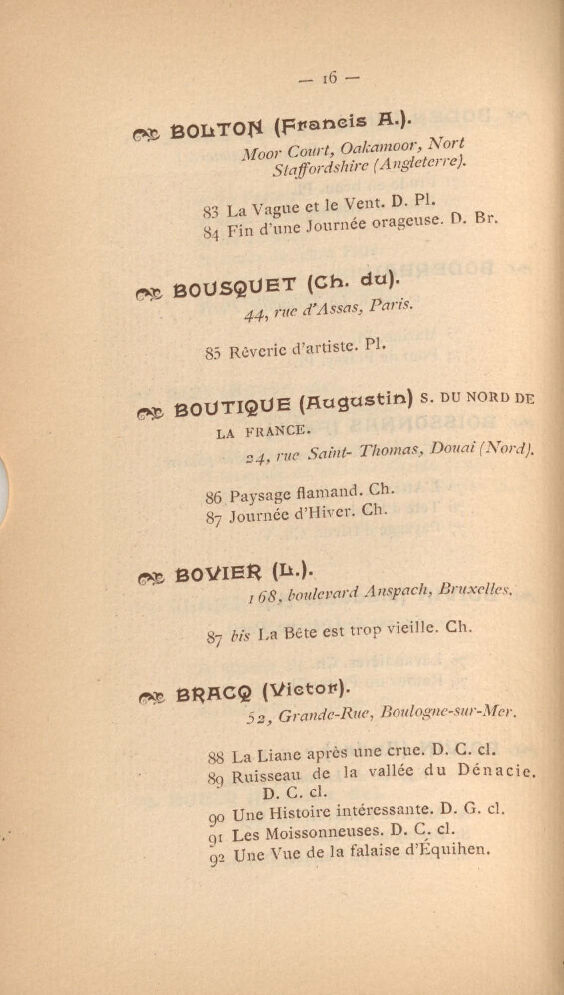 — 16 —
BOLTON (Francis A.).
Moor Court, Oakamoor, Nort
Staffordshire (Angleterre).
83 La Vague et le Vent. D. Pl.
84 Fin d'une Journée orageuse. D. Br.
BOUSQUET (Ch. du).
44, rue d'Assas, Paris.
85 Rêverie d'artiste. Pl.
BOUTIQUE (Augustin) S. DU NORD DE
LA FRANCE.
24, rue Saint- Thomas, Douai (Nord).
86 Paysage flamand. Ch.
87 Journée d'Hiver. Ch.
BOVIER (L.).
168, boulevard Anspach, Bruxelles.
87 bis La Bête est trop vieille. Ch.
BRACQ (Victor).
52, Grande-Rue, Boulogne-sur-Mer.
88 La Liane après une crue. D. C. cl.
89 Ruisseau de la vallée du Dénacie.
D. C. cl.
90 Une Histoire intéressante. D. G. cl.
91 Les Moissonneuses. D. C. cl.
92 Une Vue de la falaise d'Équihen.